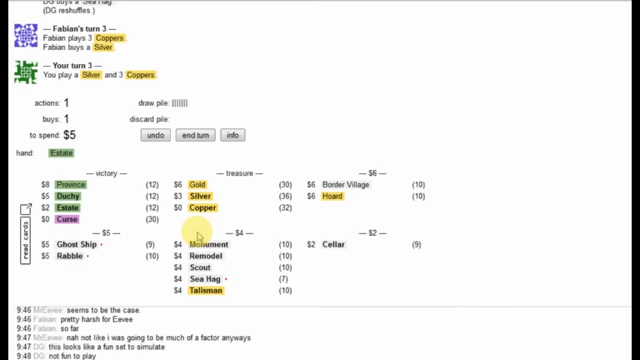 DG buys a Sea Hag.
(DG reshuffles.)
— Fabian's turn 3 —
Fabian plays 3 Coppers.
Fabian buys a Silver.
— Your turn 3 —
You play a Silver and 3 Coppers.
actions: 1 draw pile: ||||||||
buys: 1 discard pile:
to spend: $5 undo end turn info
hand: Estate
— victory — — treasure — — $6 —
$8 Province (12) $6 Gold (30) $6 Border Village (10)
$5 Duchy (12) $3 Silver (36) $6 Hoard (10)
$2 Estate (12) $0 Copper (32)
$0 Curse (30)
read cards
— $5 — — $4 — — $2 —
$5 Ghost Ship • (9) $4 Monument (10) $2 Cellar (9)
$5 Rabble • (10) $4 Remodel (10)
$4 Scout (10)
$4 Sea Hag • (7)
$4 Talisman (10)
9:46 MrEevee: seems to be the case.
9:46 Fabian: pretty harsh for Eevee
9:46 Fabian: so far
9:47 MrEevee: nah not like i was going to be much of a factor anyways
9:47 DG: this looks like a fun set to simulate
9:48 DG: not fun to play